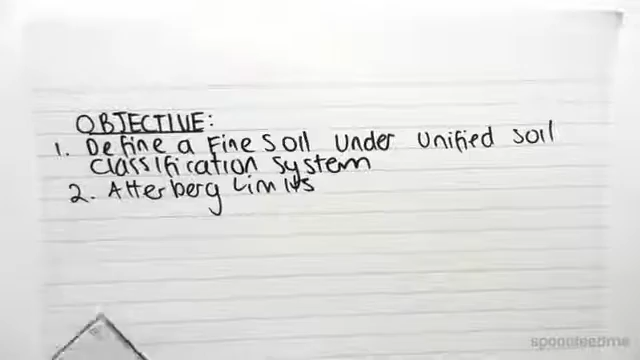 OBJECTIVE:
1. Define a Fine Soil Under Unified Soil
Classification System
2. Atterberg Limits
spoonfeedme